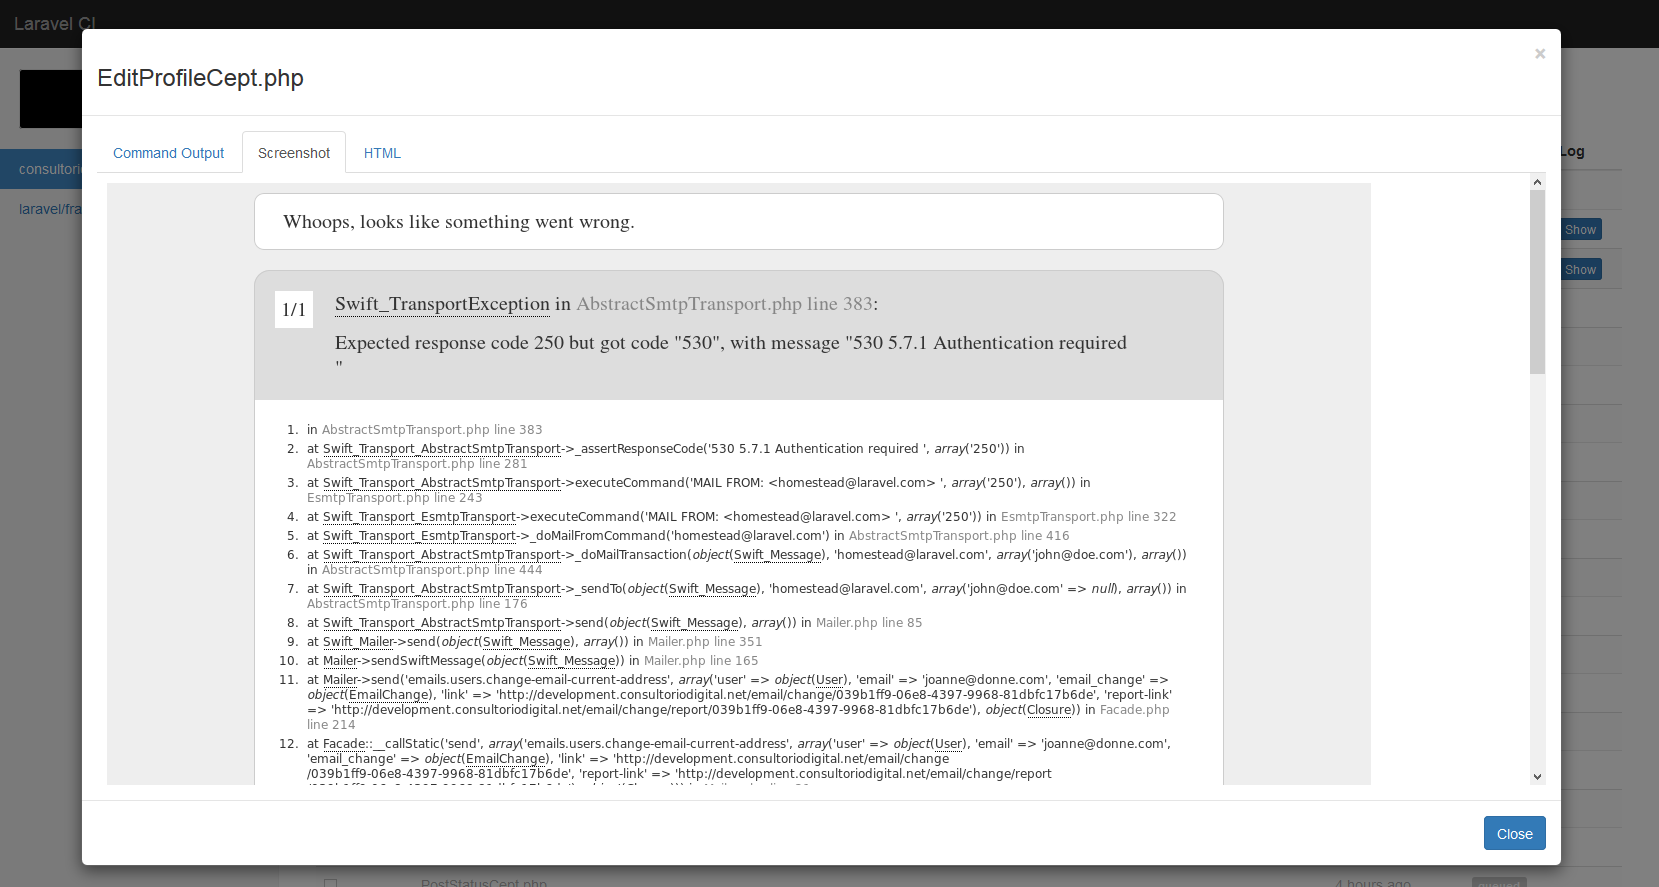 Laravel CI
EditProfileCept.php
×
Command Output
Screenshot
HTML
consultorio
laravel/fra
Log
Show
Show
Whoops, looks like something went wrong.
1/1
Swift_TransportException in AbstractSmtpTransport.php line 383:
Expected response code 250 but got code "530", with message "530 5.7.1 Authentication required
"
1. in AbstractSmtpTransport.php line 383
2. at Swift_Transport_AbstractSmtpTransport->_assertResponseCode('530 5.7.1 Authentication required ', array('250')) in
AbstractSmtpTransport.php line 281
3. at Swift_Transport_AbstractSmtpTransport->executeCommand('MAIL FROM: <homestead@laravel.com> ', array('250'), array()) in
EsmtpTransport.php line 243
4. at Swift_Transport_EsmtpTransport->executeCommand('MAIL FROM: <homestead@laravel.com> ', array('250')) in EsmtpTransport.php line 322
5. at Swift_Transport_EsmtpTransport->_doMailFromCommand('homestead@laravel.com') in AbstractSmtpTransport.php line 416
6. at Swift_Transport_AbstractSmtpTransport->_doMailTransaction(object(Swift_Message), 'homestead@laravel.com', array('john@doe.com'), array())
in AbstractSmtpTransport.php line 444
7. at Swift_Transport_AbstractSmtpTransport->_sendTo(object(Swift_Message), 'homestead@laravel.com', array('john@doe.com' => null), array()) in
AbstractSmtpTransport.php line 176
8. at Swift_Transport_AbstractSmtpTransport->send(object(Swift_Message), array()) in Mailer.php line 85
9. at Swift_Mailer->send(object(Swift_Message), array()) in Mailer.php line 351
10. at Mailer->sendSwiftMessage(object(Swift_Message)) in Mailer.php line 165
11. at Mailer->send('emails.users.change-email-current-address', array('user' => object(User), 'email' => 'joanne@donne.com', 'email_change' =>
object(EmailChange), 'link' => 'http://development.consultoriodigital.net/email/change/039b1ff9-06e8-4397-9968-81dbfc17b6de', 'report-link'
=> 'http://development.consultoriodigital.net/email/change/report/039b1ff9-06e8-4397-9968-81dbfc17b6de'), object(Closure)) in Facade.php
line 214
12. at Facade::__callStatic('send', array('emails.users.change-email-current-address', array('user' => object(User), 'email' => 'joanne@donne.com',
'email_change' => object(EmailChange), 'link' => 'http://development.consultoriodigital.net/email/change
/039b1ff9-06e8-4397-9968-81dbfc17b6de', 'report-link' => 'http://development.consultoriodigital.net/email/change/report
Close
PostStatusCept.php
4 hours ago
queued